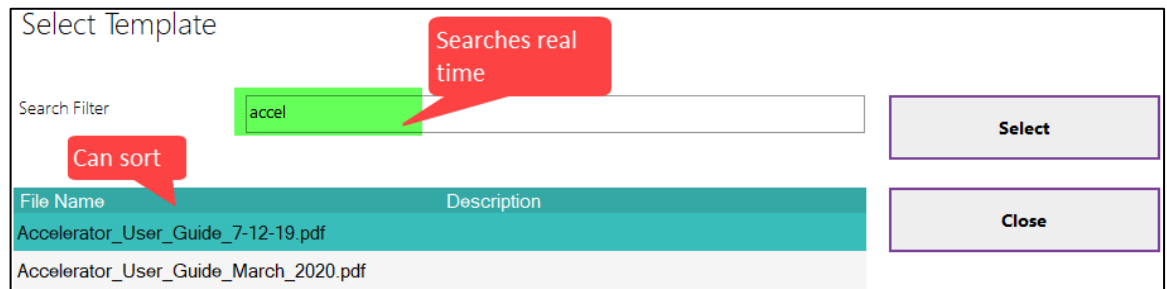 Select Template
Searches real
time
Search Filter
accel
Select
Can sort
File Name Description
Close
Accelerator_User_Guide_7-12-19.pdf
Accelerator_User_Guide_March_2020.pdf